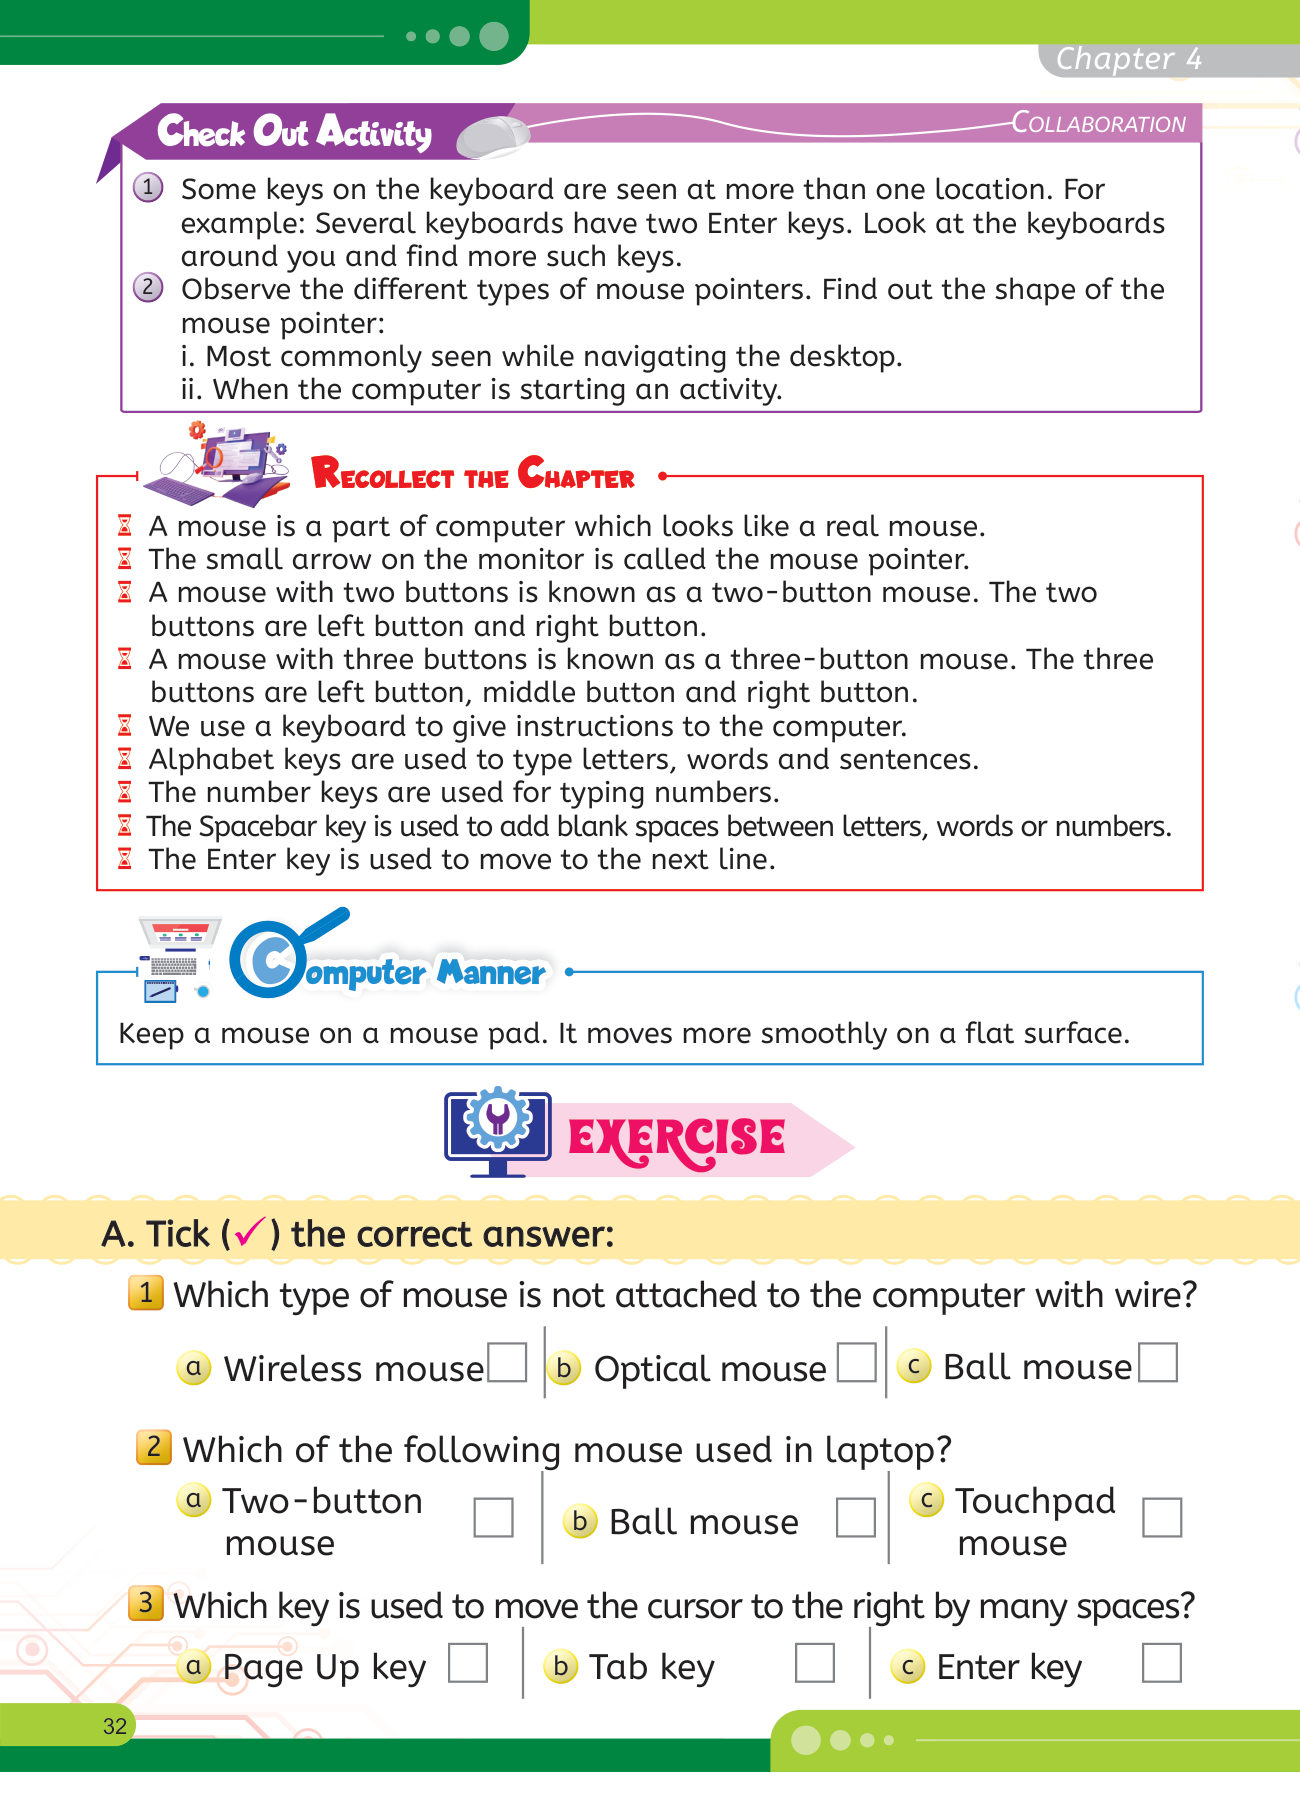 Chapter 4
Check Out Activity
COLLABORATION
1 Some keys on the keyboard are seen at more than one location. For
example: Several keyboards have two Enter keys. Look at the keyboards
around you and find more such keys.
2 Observe the different types of mouse pointers. Find out the shape of the
mouse pointer:
i. Most commonly seen while navigating the desktop.
ii. When the computer is starting an activity.
RECOLLECT THE CHAPTER
A mouse is a part of computer which looks like a real mouse.
The small arrow on the monitor is called the mouse pointer.
A mouse with two buttons is known as a two-button mouse. The two
buttons are left button and right button.
A mouse with three buttons is known as a three-button mouse. The three
buttons are left button, middle button and right button.
We use a keyboard to give instructions to the computer.
Alphabet keys are used to type letters, words and sentences.
The number keys are used for typing numbers.
The Spacebar key is used to add blank spaces between letters, words or numbers.
The Enter key is used to move to the next line.
Computer Manner
Keep a mouse on a mouse pad. It moves more smoothly on a flat surface.
EXERCISE
A. Tick (✓) the correct answer:
1 Which type of mouse is not attached to the computer with wire?
a Wireless mouse b Optical mouse c Ball mouse
2 Which of the following mouse used in laptop?
a Two-button mouse
b Ball mouse
c Touchpad mouse
3 Which key is used to move the cursor to the right by many spaces?
a Page Up key b Tab key c Enter key
32